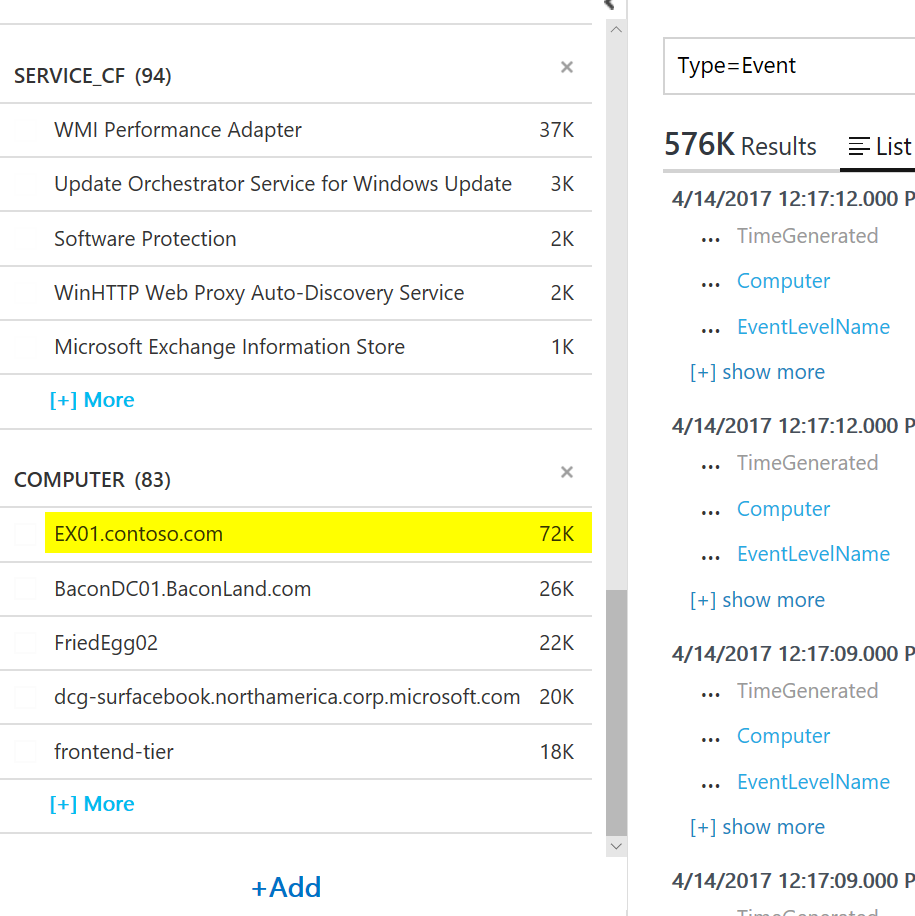 SERVICE_CF (94)
WMI Performance Adapter 37K
Update Orchestrator Service for Windows Update 3K
Software Protection 2K
WinHTTP Web Proxy Auto-Discovery Service 2K
Microsoft Exchange Information Store 1K
[+] More
COMPUTER (83)
EX01.contoso.com 72K
BaconDC01.BaconLand.com 26K
FriedEgg02 22K
dcg-surfacebook.northamerica.corp.microsoft.com 20K
frontend-tier 18K
[+] More
+Add
Type=Event
576K Results
List
4/14/2017 12:17:12.000 P
... TimeGenerated
... Computer
... EventLevelName
[+] show more
4/14/2017 12:17:12.000 P
... TimeGenerated
... Computer
... EventLevelName
[+] show more
4/14/2017 12:17:09.000 P
... TimeGenerated
... Computer
... EventLevelName
[+] show more
4/14/2017 12:17:09.000 P
TimeGenerated